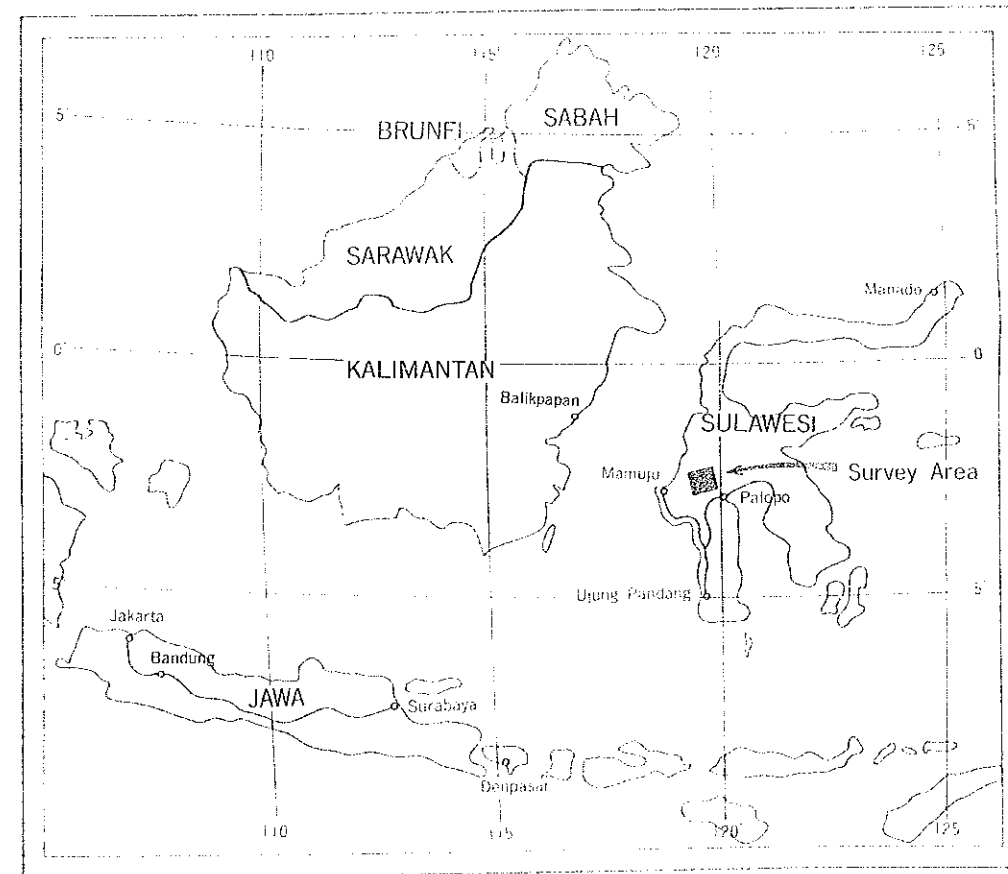 110
115
120
125
5°
BRUNEI
SABAH
5°
SARAWAK
Manado
0°
KALIMANTAN
0
Balikpapan
SULAWESI
Mamuju
Survey Area
Palopo
5
Ujung Pandang
5°
Jakarta
Bandung
JAWA
Surabaya
Denpasar
110
115
120
125